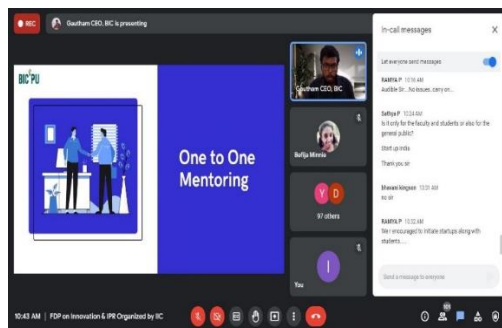 REC
Gautham CEO, BIC is presenting
BIC PU
One to One
Mentoring
Gautham CEO, BIC
Befija Minnie
Y D
97 others
I
You
In-call messages
X
Let everyone send messages
RAMYA P 10:16 AM
Audible Sir...No issues, carry on...
Sathya P 10:24 AM
Is it only for the faculty and students or also for the
general public?
Start up india
Thank you sir
bhavani kingson 10:31 AM
no sir
RAMYA P 10:32 AM
We r encouraged to initiate startups along with
students.....
Send a message to everyone
10:43 AM | FDP on Innovation & IPR Organized by IIC